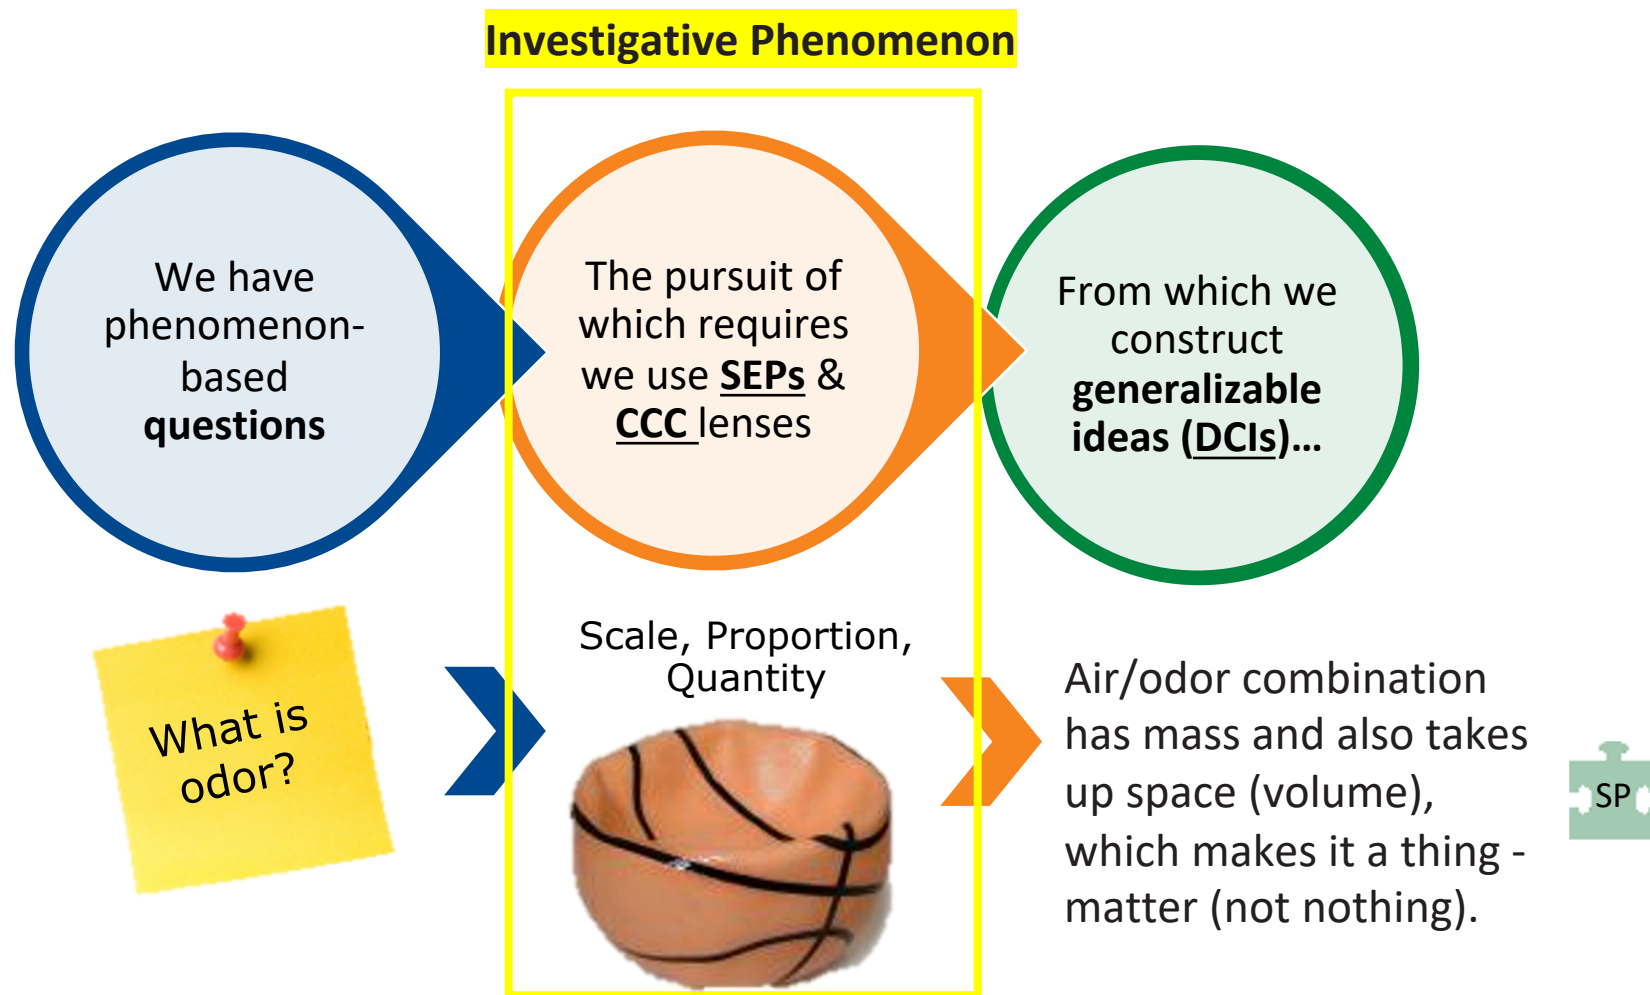 Investigative Phenomenon
We have
phenomenon-
based
questions
The pursuit of
which requires
we use SEPs &
CCC lenses
From which we
construct
generalizable
ideas (DCIs)...
What is
odor?
Scale, Proportion,
Quantity
Air/odor combination
has mass and also takes
up space (volume),
which makes it a thing -
matter (not nothing).
SP